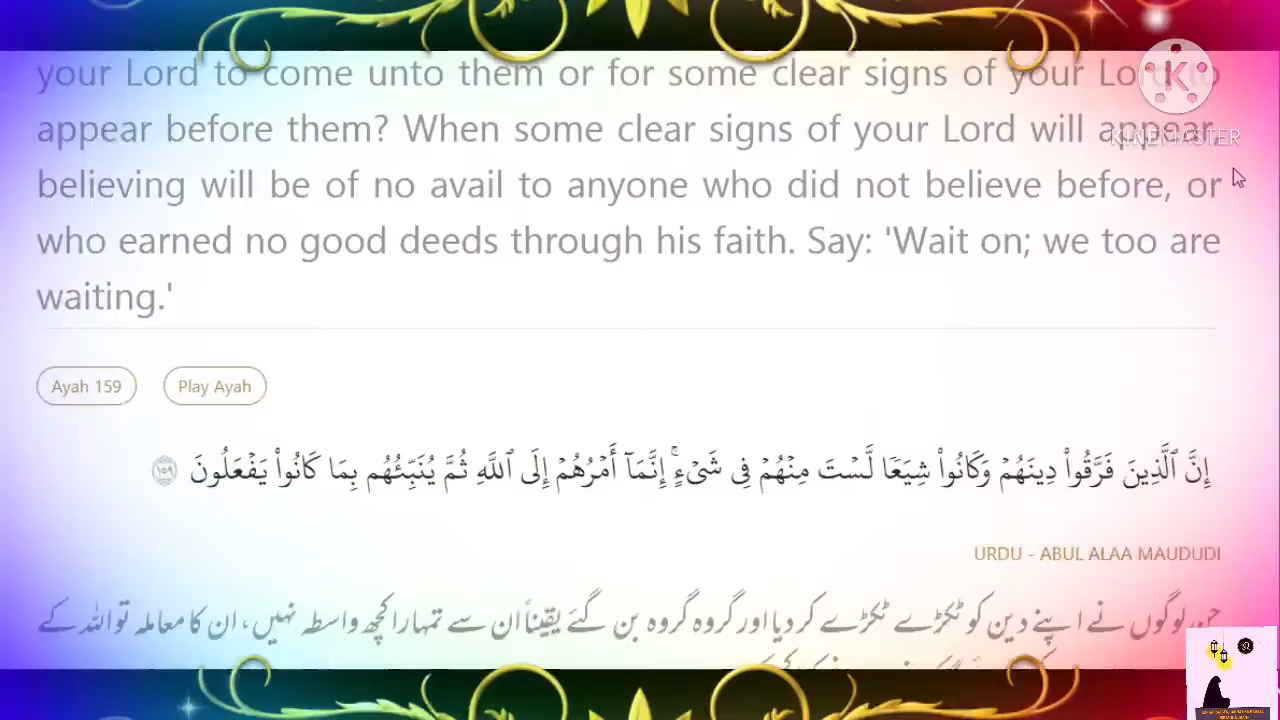 your Lord to come unto them or for some clear signs of your Lord to
appear before them? When some clear signs of your Lord will appear,
believing will be of no avail to anyone who did not believe before, or
who earned no good deeds through his faith. Say: 'Wait on; we too are
waiting.'
K
KINEMASTER
Ayah 159
Play Ayah
إِنَّ ٱلَّذِينَ فَرَّقُوا۟ دِينَهُمْ وَكَانُوا۟ شِيَعًا لَّسْتَ مِنْهُمْ فِى شَىْءٍ ۚ إِنَّمَآ أَمْرُهُمْ إِلَى ٱللَّهِ ثُمَّ يُنَبِّئُهُم بِمَا كَانُوا۟ يَفْعَلُونَ ١٥٩
URDU - ABUL ALAA MAUDUDI
جن لوگوں نے اپنے دین کو ٹکڑے ٹکڑے کر دیا اور گروہ گروہ بن گئے یقیناً ان سے تمہارا کچھ واسطہ نہیں، ان کا معاملہ تو اللہ کے